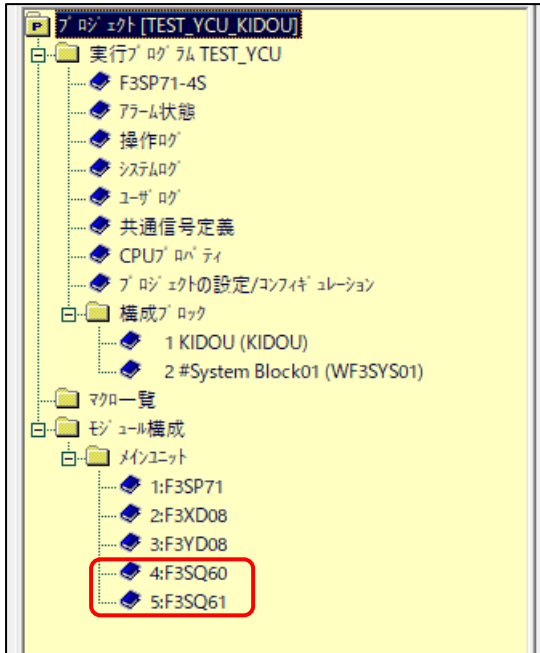 ﾌﾟﾛｼﾞｪｸﾄ [TEST_YCU_KIDOU]
実行ﾌﾟﾛｸﾞﾗﾑ TEST_YCU
F3SP71-4S
ｱﾗｰﾑ状態
操作ﾛｸﾞ
ｼｽﾃﾑﾛｸﾞ
ﾕｰｻﾞﾛｸﾞ
共通信号定義
CPUﾌﾟﾛﾊﾟﾃｨ
ﾌﾟﾛｼﾞｪｸﾄの設定/ｺﾝﾌｨｷﾞｭﾚｰｼｮﾝ
構成ﾌﾞﾛｯｸ
1 KIDOU (KIDOU)
2 #System Block01 (WF3SYS01)
ﾏｸﾛ一覧
ﾓｼﾞｭｰﾙ構成
ﾒｲﾝﾕﾆｯﾄ
1:F3SP71
2:F3XD08
3:F3YD08
4:F3SQ60
5:F3SQ61